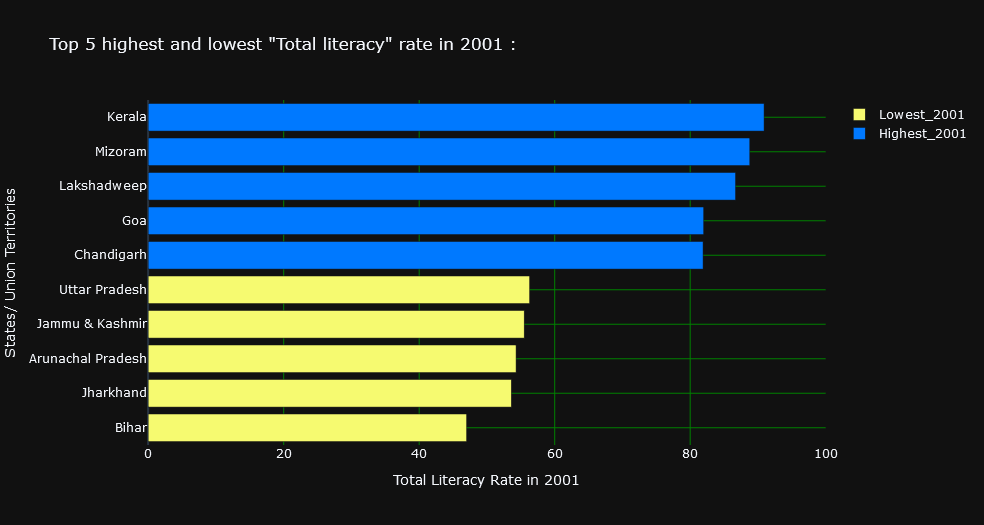 Top 5 highest and lowest "Total literacy" rate in 2001 :
Kerala
Mizoram
Lakshadweep
Goa
Chandigarh
Uttar Pradesh
Jammu & Kashmir
Arunachal Pradesh
Jharkhand
Bihar
States/ Union Territories
0 20 40 60 80 100
Total Literacy Rate in 2001
Lowest_2001
Highest_2001